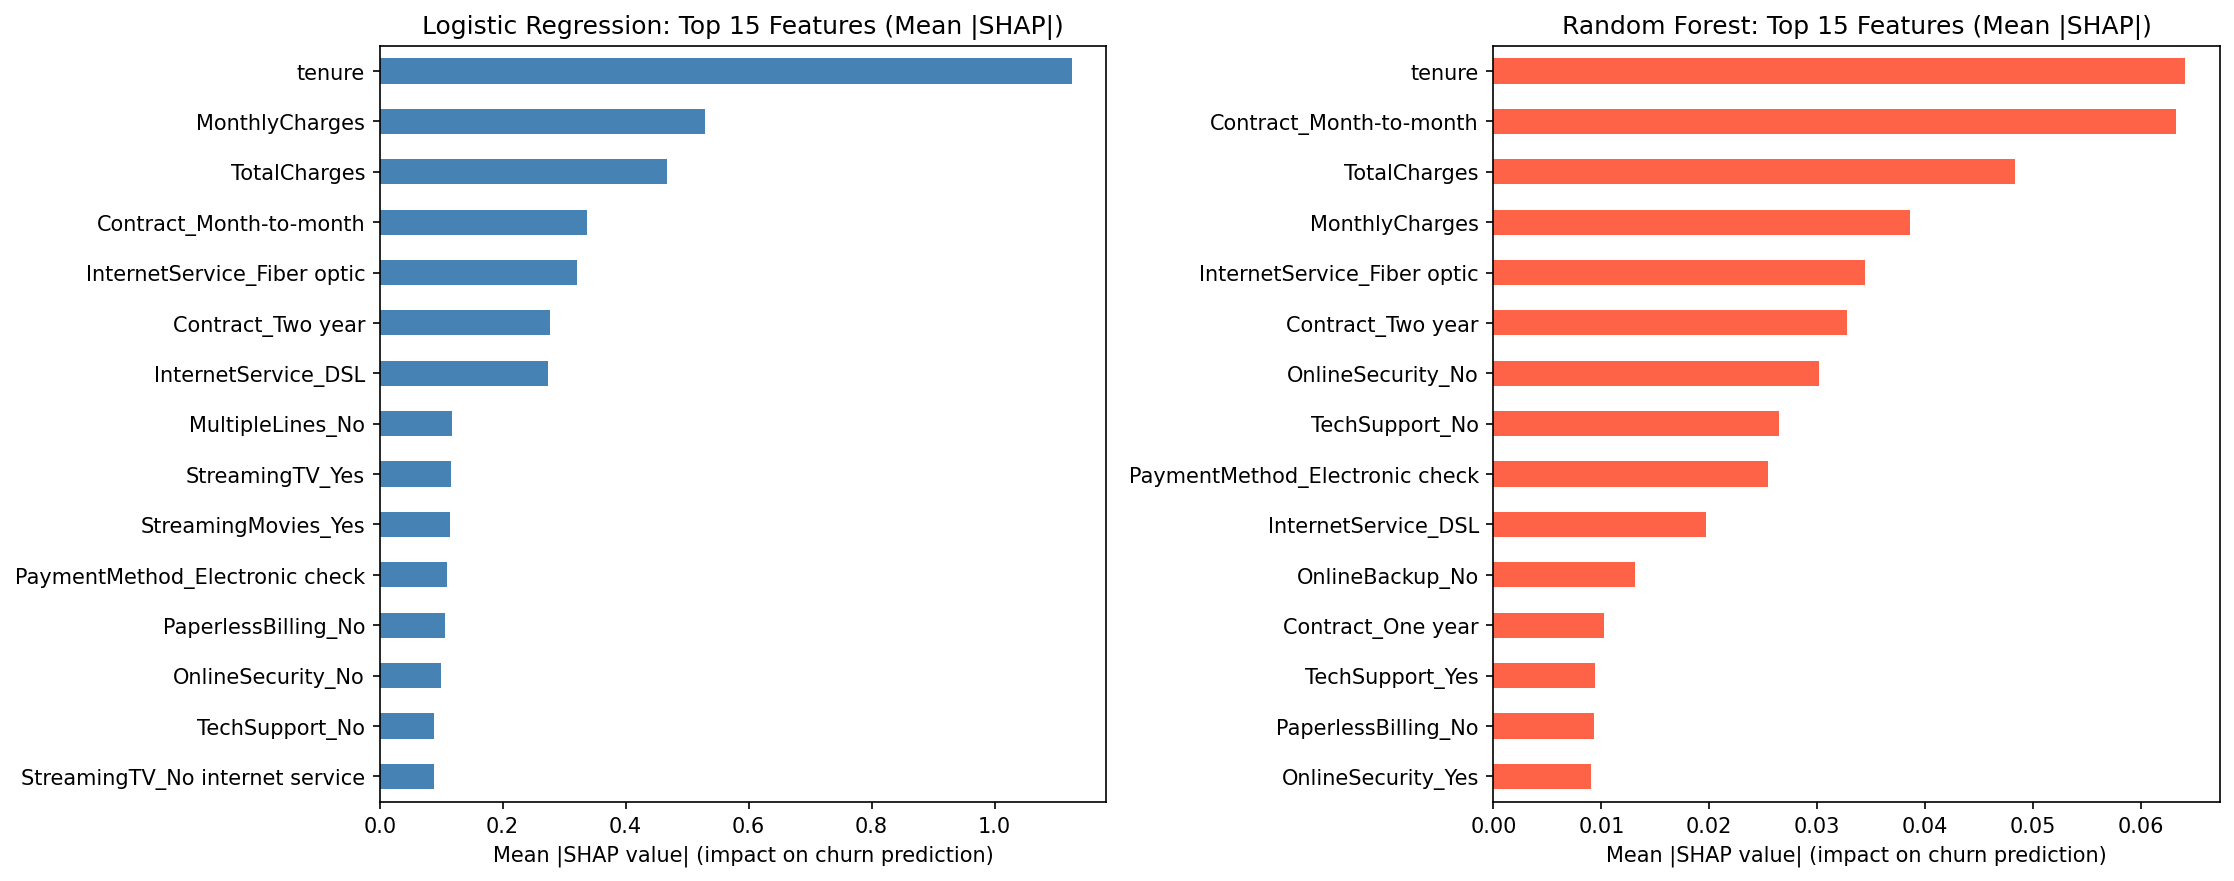 Logistic Regression: Top 15 Features (Mean |SHAP|)
tenure
MonthlyCharges
TotalCharges
Contract_Month-to-month
InternetService_Fiber optic
Contract_Two year
InternetService_DSL
MultipleLines_No
StreamingTV_Yes
StreamingMovies_Yes
PaymentMethod_Electronic check
PaperlessBilling_No
OnlineSecurity_No
TechSupport_No
StreamingTV_No internet service
0.0 0.2 0.4 0.6 0.8 1.0
Mean |SHAP value| (impact on churn prediction)
Random Forest: Top 15 Features (Mean |SHAP|)
tenure
Contract_Month-to-month
TotalCharges
MonthlyCharges
InternetService_Fiber optic
Contract_Two year
OnlineSecurity_No
TechSupport_No
PaymentMethod_Electronic check
InternetService_DSL
OnlineBackup_No
Contract_One year
TechSupport_Yes
PaperlessBilling_No
OnlineSecurity_Yes
0.00 0.01 0.02 0.03 0.04 0.05 0.06
Mean |SHAP value| (impact on churn prediction)